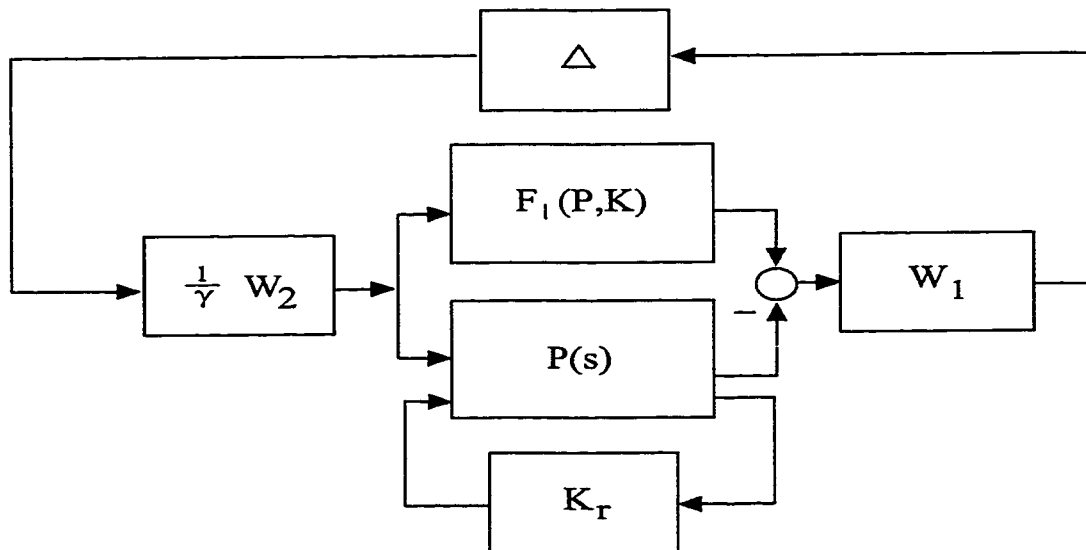 Δ
F_l (P,K)
1/γ W_2
W_1
−
P(s)
K_r